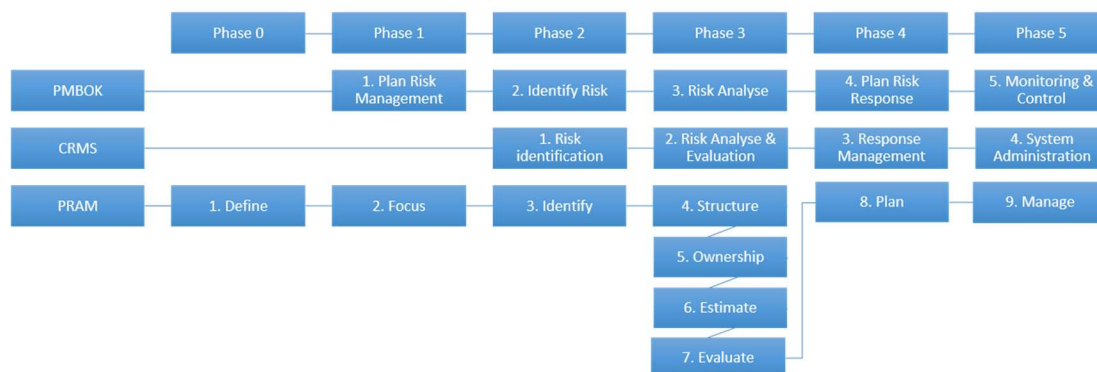 Phase 0
Phase 1
Phase 2
Phase 3
Phase 4
Phase 5
PMBOK
1. Plan Risk
Management
2. Identify Risk
3. Risk Analyse
4. Plan Risk
Response
5. Monitoring &
Control
CRMS
1. Risk
identification
2. Risk Analyse &
Evaluation
3. Response
Management
4. System
Administration
PRAM
1. Define
2. Focus
3. Identify
4. Structure
5. Ownership
6. Estimate
7. Evaluate
8. Plan
9. Manage